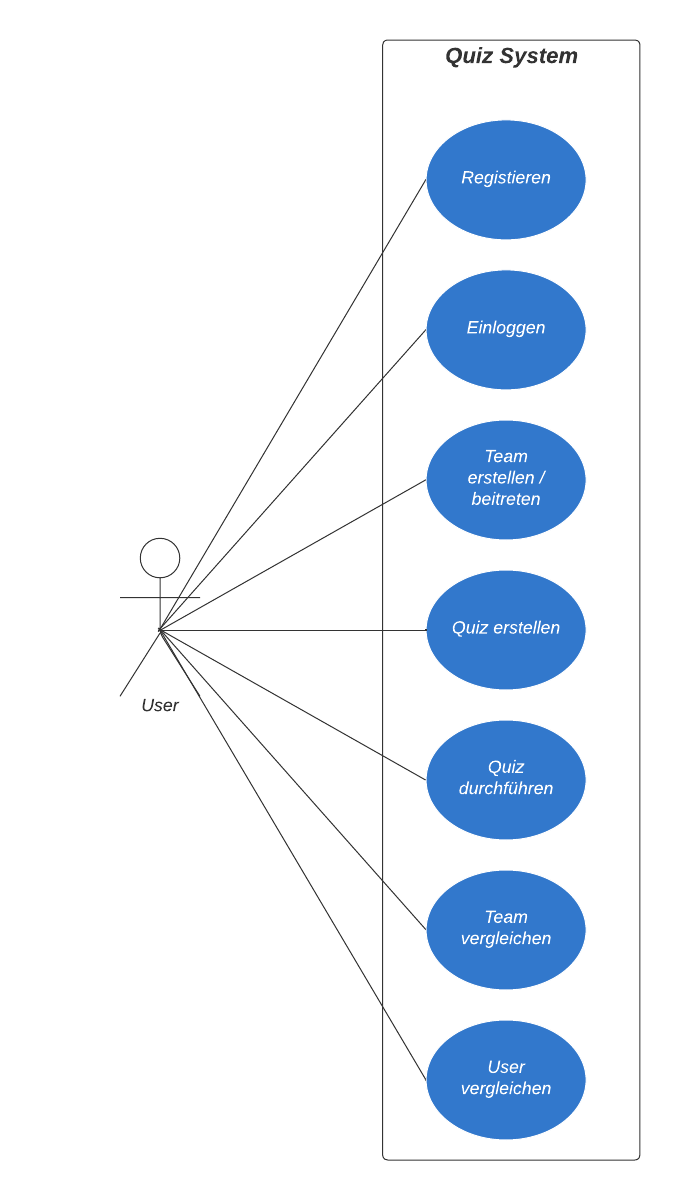 Quiz System
Registieren
Einloggen
Team
erstellen /
beitreten
Quiz erstellen
Quiz
durchführen
User
Team
vergleichen
User
vergleichen